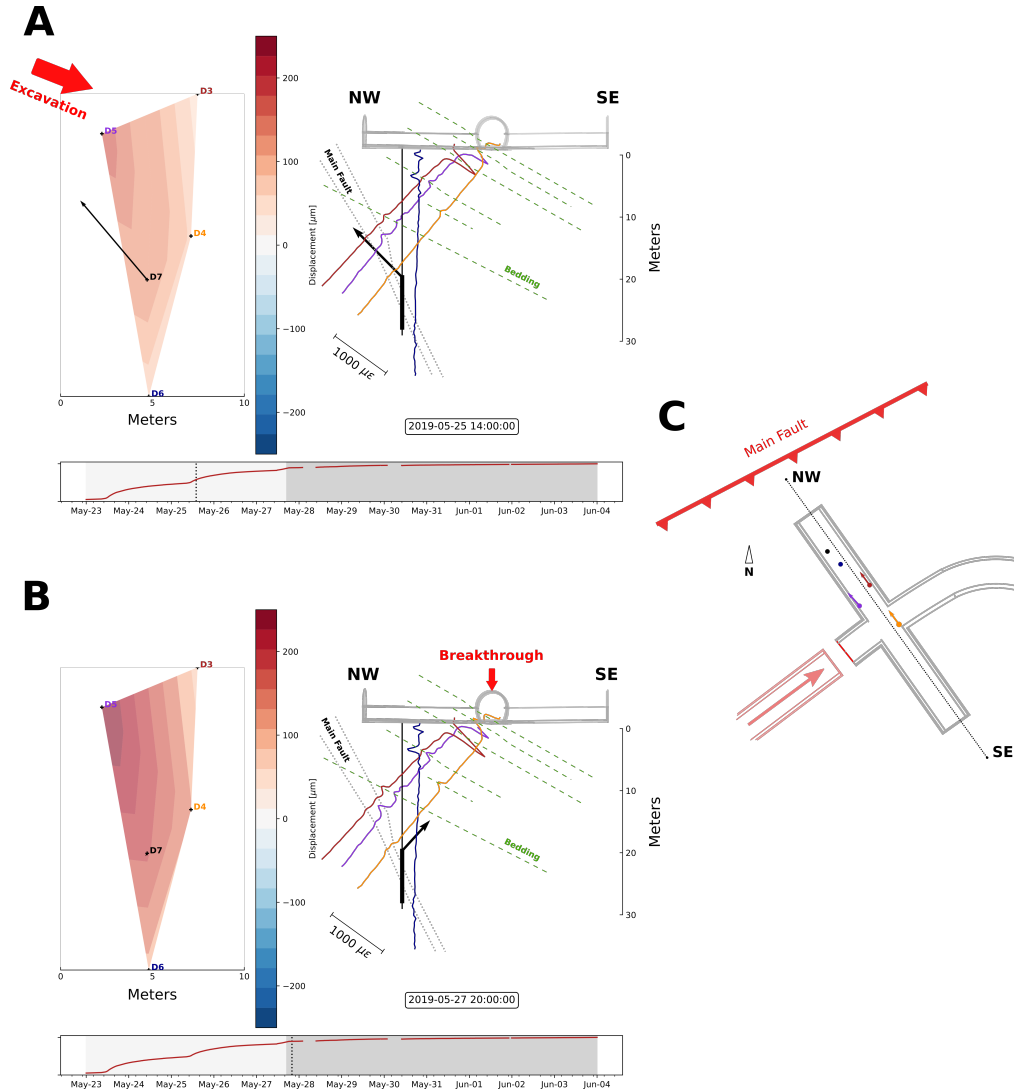 A
Excavation
D3
D5
D4
D7
D6
0 5 10
Meters
200
100
0
−100
−200
Displacement [μm]
NW SE
Main Fault
Bedding
1000 με
0
10
20
30
Meters
2019-05-25 14:00:00
May-23 May-24 May-25 May-26 May-27 May-28 May-29 May-30 May-31 Jun-01 Jun-02 Jun-03 Jun-04
C
Main Fault
NW
N
SE
B
Breakthrough
D3
D5
D4
D7
D6
0 5 10
Meters
200
100
0
−100
−200
Displacement [μm]
NW SE
Main Fault
Bedding
1000 με
0
10
20
30
Meters
2019-05-27 20:00:00
May-23 May-24 May-25 May-26 May-27 May-28 May-29 May-30 May-31 Jun-01 Jun-02 Jun-03 Jun-04